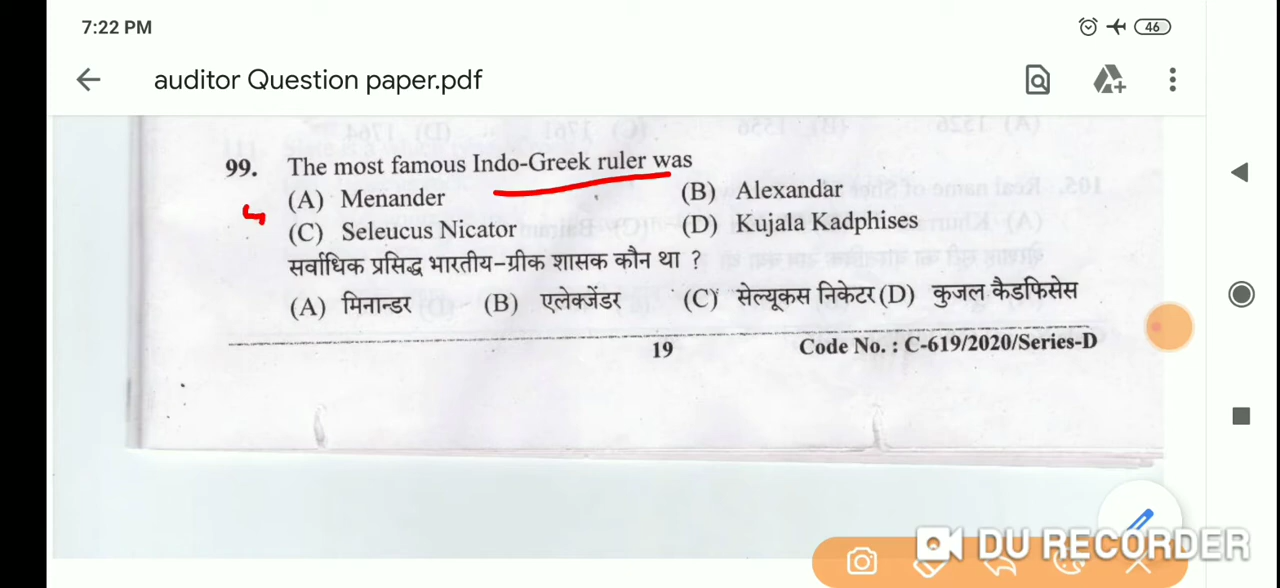 7:22 PM
46
auditor Question paper.pdf
99. The most famous Indo-Greek ruler was
(A) Menander (B) Alexandar
(C) Seleucus Nicator (D) Kujala Kadphises
सर्वाधिक प्रसिद्ध भारतीय-ग्रीक शासक कौन था ?
(A) मिनान्डर (B) एलेक्जेंडर (C) सेल्यूकस निकेटर (D) कुजल कैडफिसेस
19 Code No. : C-619/2020/Series-D
DU RECORDER